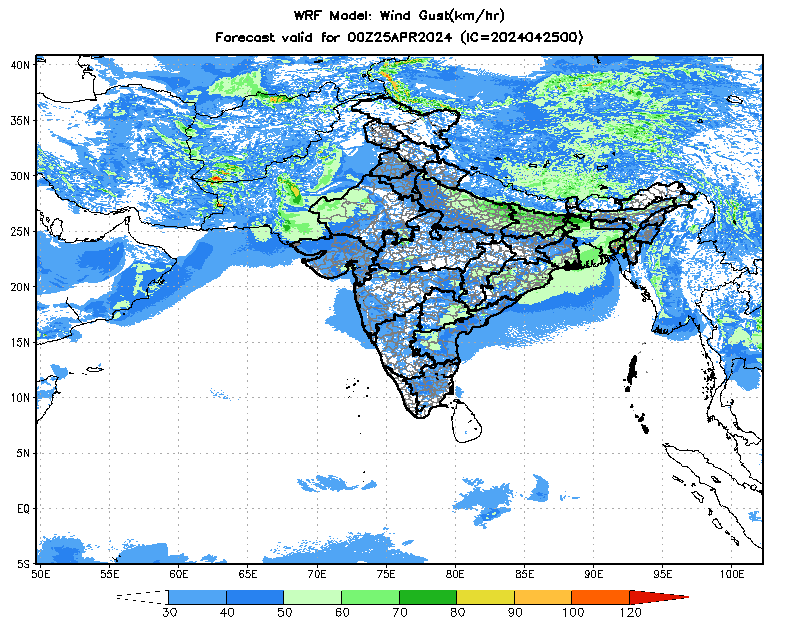 WRF Model: Wind Gust(km/hr)
Forecast valid for 00Z25APR2024 (IC=2024042500)
40N
35N
30N
25N
20N
15N
10N
5N
EQ
5S
50E 55E 60E 65E 70E 75E 80E 85E 90E 95E 100E
30 40 50 60 70 80 90 100 120